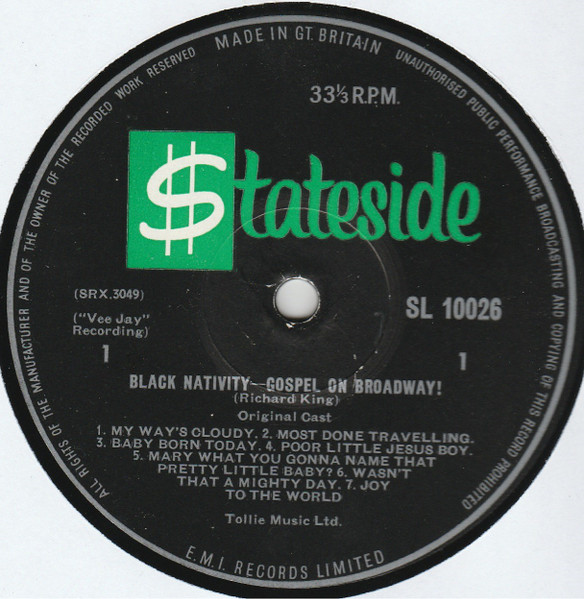 ALL RIGHTS OF THE MANUFACTURER AND OF THE OWNER OF THE RECORDED WORK RESERVED
MADE IN GT. BRITAIN
UNAUTHORISED PUBLIC PERFORMANCE BROADCASTING AND COPYING OF THIS RECORD PROHIBITED
33⅓ R.P.M.
$tateside
(SRX.3049)
SL 10026
("Vee Jay"
Recording)
1
1
BLACK NATIVITY—GOSPEL ON BROADWAY!
(Richard King)
Original Cast
1. MY WAY'S CLOUDY. 2. MOST DONE TRAVELLING.
3. BABY BORN TODAY. 4. POOR LITTLE JESUS BOY.
5. MARY WHAT YOU GONNA NAME THAT
PRETTY LITTLE BABY? 6. WASN'T
THAT A MIGHTY DAY. 7. JOY
TO THE WORLD
Tollie Music Ltd.
E.M.I. RECORDS LIMITED